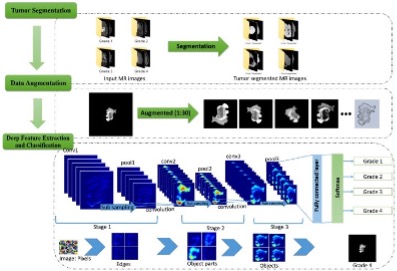 Tumor Segmentation
Grade 1
Grade 2
Grade 3
Grade 4
Segmentation
Input MR images
Tumor segmented MR images
Data Augmentation
Augmented [1:30]
Deep Feature Extraction
and Classification
Conv1
pool1
conv2
pool2
conv3
pool3
Sub sampling
convolution
convolution
Fully connected layer
Softmax
Grade 1
Grade 2
Grade 3
Grade 4
Stage 1
Stage 2
Stage 3
Image: Pixels
Edges
Object parts
Objects
Grade 4